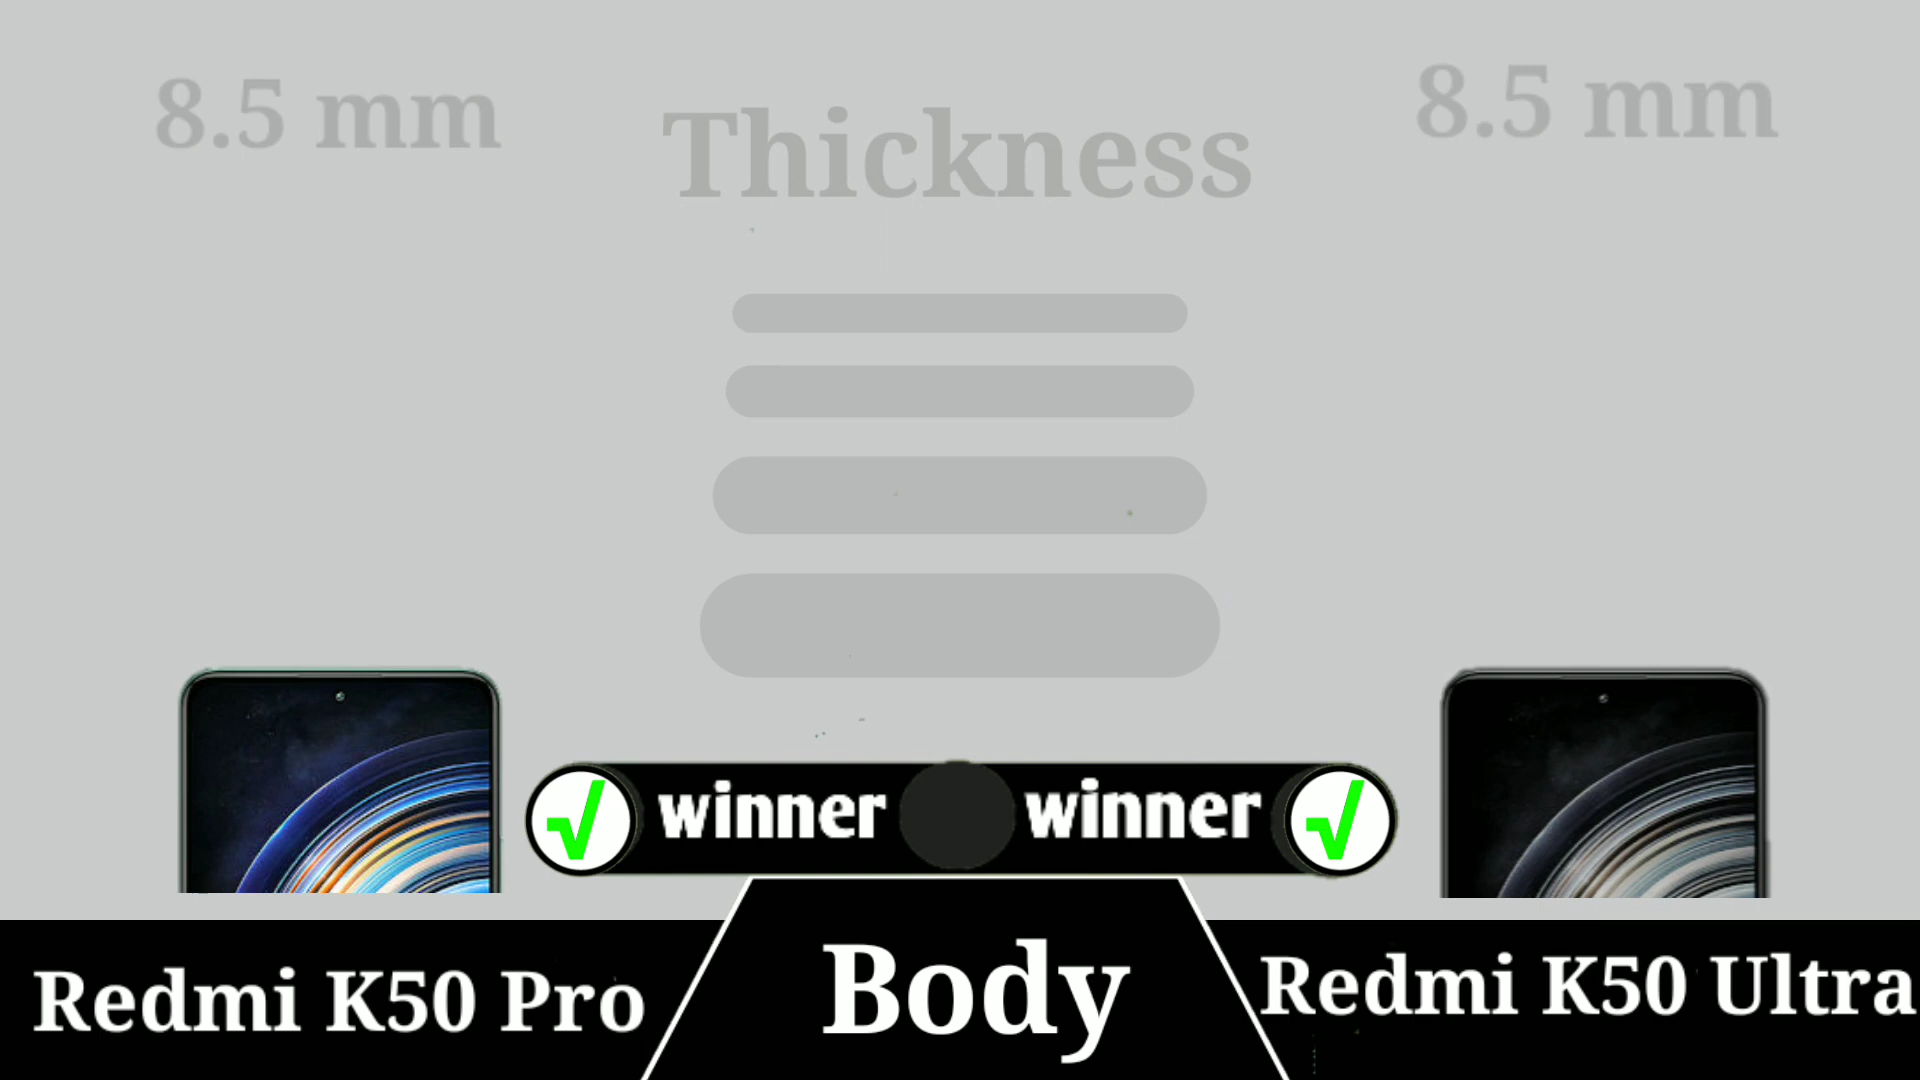 8.5 mm
Thickness
8.5 mm
winner
winner
Redmi K50 Pro
Body
Redmi K50 Ultra